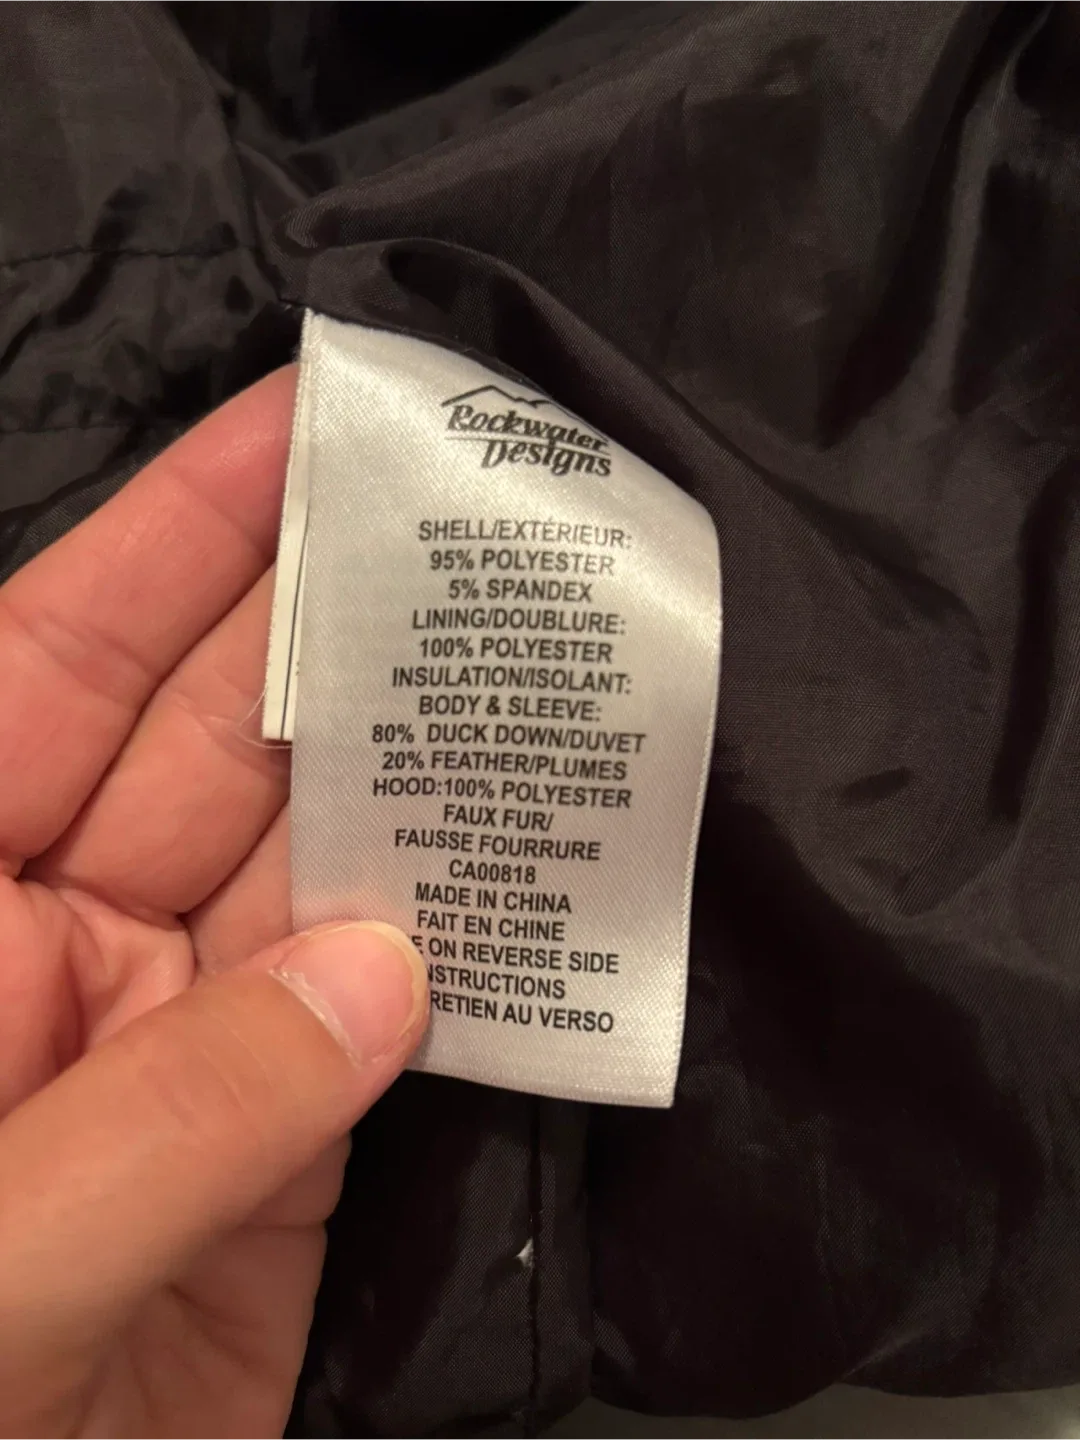 Rockwater
Designs
SHELL/EXTÉRIEUR:
95% POLYESTER
5% SPANDEX
LINING/DOUBLURE:
100% POLYESTER
INSULATION/ISOLANT:
BODY & SLEEVE:
80% DUCK DOWN/DUVET
20% FEATHER/PLUMES
HOOD:100% POLYESTER
FAUX FUR/
FAUSSE FOURRURE
CA00818
MADE IN CHINA
FAIT EN CHINE
ON REVERSE SIDE
NSTRUCTIONS
RETIEN AU VERSO